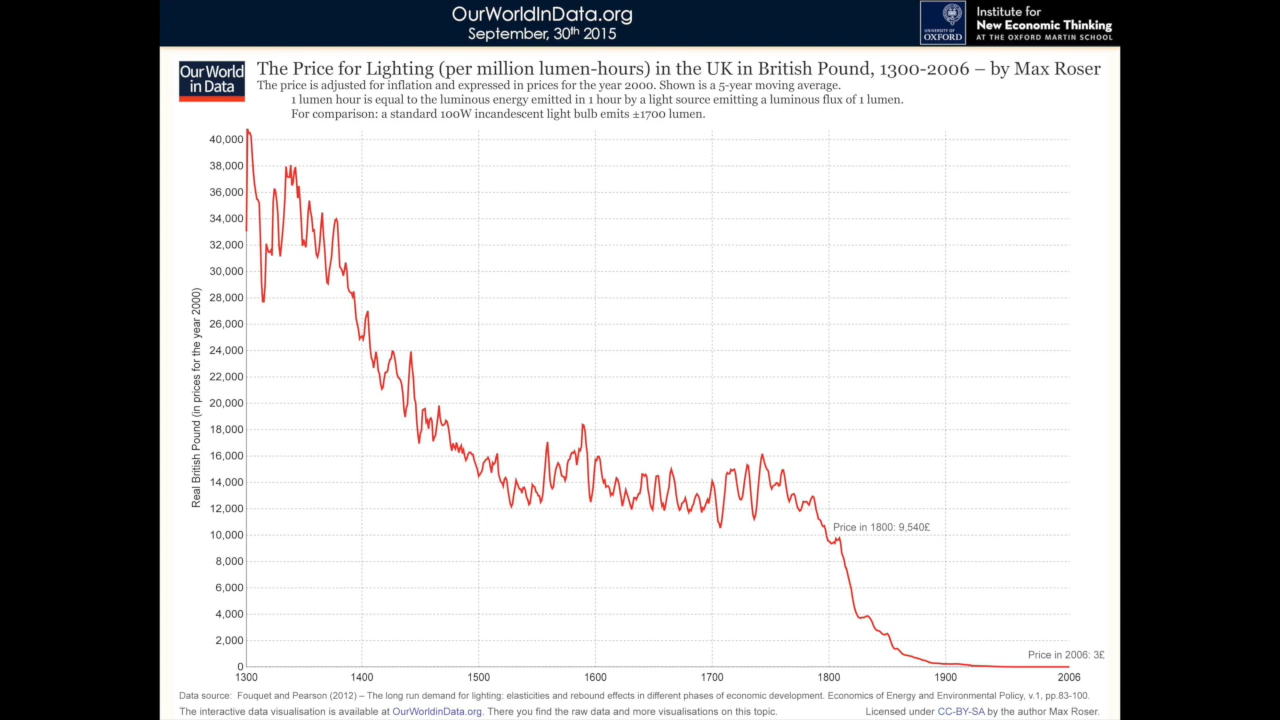 OurWorldInData.org
September, 30th 2015
UNIVERSITY OF
OXFORD
Institute for
New Economic Thinking
AT THE OXFORD MARTIN SCHOOL
Our World
in Data
The Price for Lighting (per million lumen-hours) in the UK in British Pound, 1300-2006 – by Max Roser
The price is adjusted for inflation and expressed in prices for the year 2000. Shown is a 5-year moving average.
1 lumen hour is equal to the luminous energy emitted in 1 hour by a light source emitting a luminous flux of 1 lumen.
For comparison: a standard 100W incandescent light bulb emits ±1700 lumen.
Real British Pound (in prices for the year 2000)
40,000
38,000
36,000
34,000
32,000
30,000
28,000
26,000
24,000
22,000
20,000
18,000
16,000
14,000
12,000
10,000
8,000
6,000
4,000
2,000
0
Price in 1800: 9,540£
Price in 2006: 3£
1300 1400 1500 1600 1700 1800 1900 2006
Data source: Fouquet and Pearson (2012) – The long run demand for lighting: elasticities and rebound effects in different phases of economic development. Economics of Energy and Environmental Policy, v.1, pp.83-100.
The interactive data visualisation is available at OurWorldinData.org. There you find the raw data and more visualisations on this topic. Licensed under CC-BY-SA by the author Max Roser.